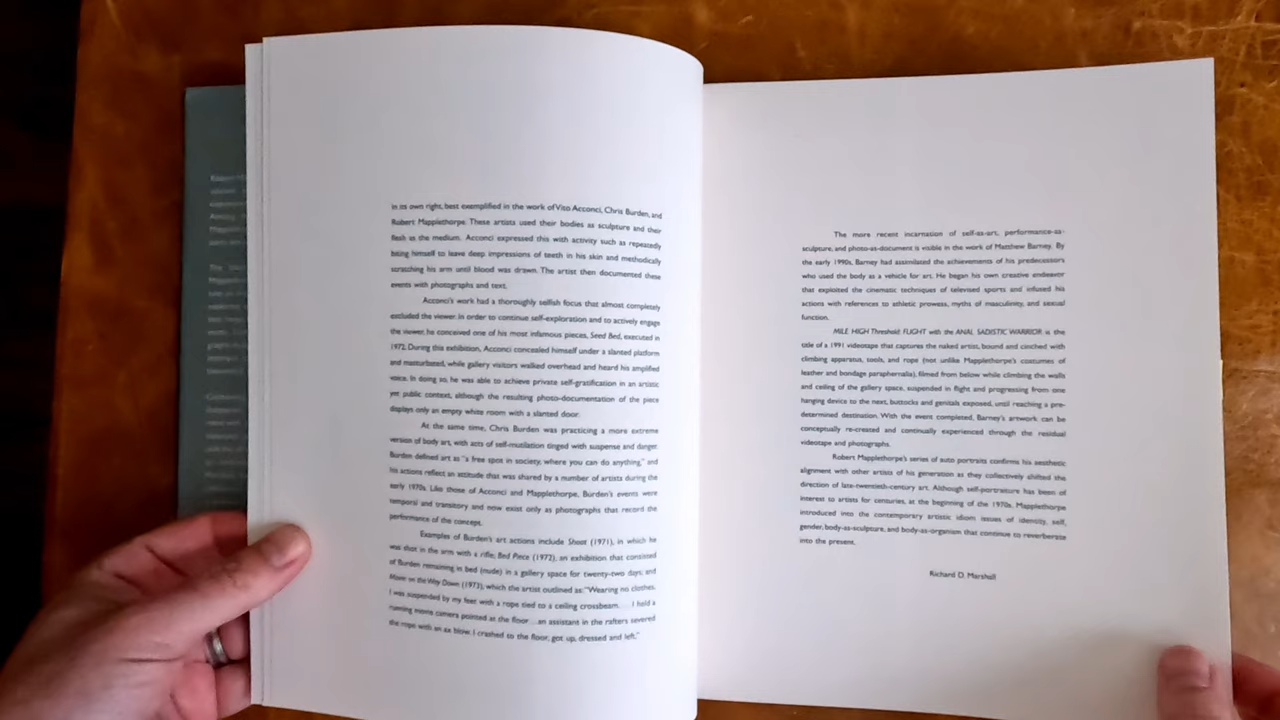 in its own right, best exemplified in the work of Vito Acconci, Chris Burden, and
Robert Mapplethorpe. These artists used their bodies as sculpture and their
flesh as the medium. Acconci expressed this with activity such as repeatedly
biting himself to leave deep impressions of teeth in his skin and methodically
scratching his arm until blood was drawn. The artist then documented these
events with photographs and text.
Acconci's work had a thoroughly selfish focus that almost completely
excluded the viewer. In order to continue self-exploration and to actively engage
the viewer, he conceived one of his most infamous pieces, Seed Bed, executed in
1972. During this exhibition, Acconci concealed himself under a slanted platform
and masturbated, while gallery visitors walked overhead and heard his amplified
voice. In doing so, he was able to achieve private self-gratification in an artistic
yet public context, although the resulting photo-documentation of the piece
displays only an empty white room with a slanted door.
At the same time, Chris Burden was practicing a more extreme
version of body art, with acts of self-mutilation tinged with suspense and danger.
Burden defined art as "a free spot in society, where you can do anything," and
his actions reflect an attitude that was shared by a number of artists during the
early 1970s. Like those of Acconci and Mapplethorpe, Burden's events were
temporal and transitory and now exist only as photographs that record the
performance of the concept.
Examples of Burden's art actions include Shoot (1971), in which he
was shot in the arm with a rifle; Bed Piece (1972), an exhibition that consisted
of Burden remaining in bed (nude) in a gallery space for twenty-two days; and
Movie on the Way Down (1973), which the artist outlined as: "Wearing no clothes,
I was suspended by my feet with a rope tied to a ceiling crossbeam. . . . I held a
running movie camera pointed at the floor . . . an assistant in the rafters severed
the rope with an ax blow. I crashed to the floor, got up, dressed and left."
The more recent incarnation of self-as-art, performance-as-
sculpture, and photo-as-document is visible in the work of Matthew Barney. By
the early 1990s, Barney had assimilated the achievements of his predecessors
who used the body as a vehicle for art. He began his own creative endeavor
that exploited the cinematic techniques of televised sports and infused his
actions with references to athletic prowess, myths of masculinity, and sexual
function.
MILE HIGH Threshold: FLIGHT with the ANAL SADISTIC WARRIOR is the
title of a 1991 videotape that captures the naked artist, bound and cinched with
climbing apparatus, tools, and rope (not unlike Mapplethorpe's costumes of
leather and bondage paraphernalia), filmed from below while climbing the walls
and ceiling of the gallery space, suspended in flight and progressing from one
hanging device to the next, buttocks and genitals exposed, until reaching a pre-
determined destination. With the event completed, Barney's artwork can be
conceptually re-created and continually experienced through the residual
videotape and photographs.
Robert Mapplethorpe's series of auto portraits confirms his aesthetic
alignment with other artists of his generation as they collectively shifted the
direction of late-twentieth-century art. Although self-portraiture has been of
interest to artists for centuries, at the beginning of the 1970s, Mapplethorpe
introduced into the contemporary artistic idiom issues of identity, self,
gender, body-as-sculpture, and body-as-organism that continue to reverberate
into the present.
Richard D. Marshall